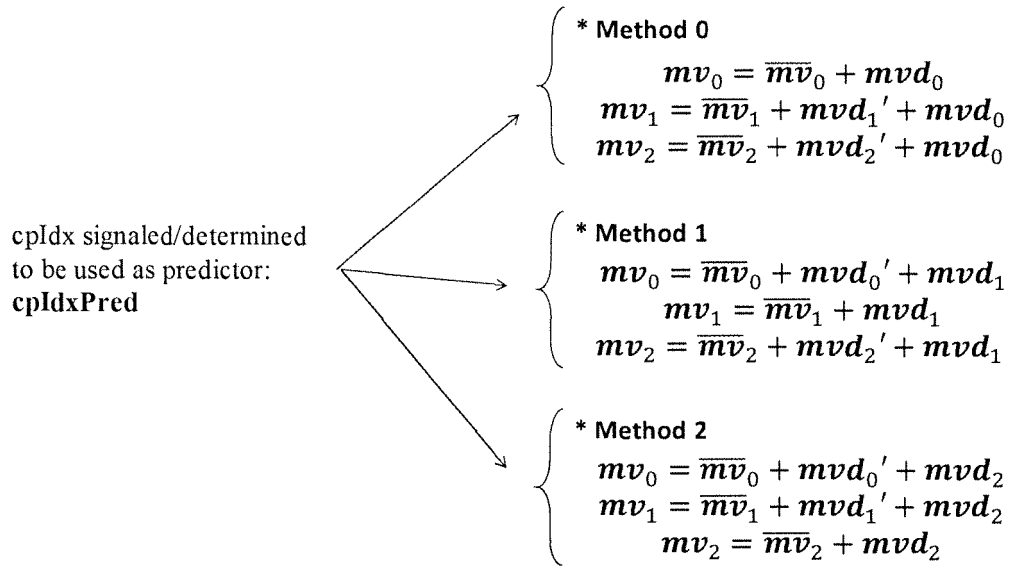 * Method 0
mv₀ = m̅v̅₀ + mvd₀
mv₁ = m̅v̅₁ + mvd₁′ + mvd₀
mv₂ = m̅v̅₂ + mvd₂′ + mvd₀
cpIdx signaled/determined
to be used as predictor:
cpIdxPred
* Method 1
mv₀ = m̅v̅₀ + mvd₀′ + mvd₁
mv₁ = m̅v̅₁ + mvd₁
mv₂ = m̅v̅₂ + mvd₂′ + mvd₁
* Method 2
mv₀ = m̅v̅₀ + mvd₀′ + mvd₂
mv₁ = m̅v̅₁ + mvd₁′ + mvd₂
mv₂ = m̅v̅₂ + mvd₂